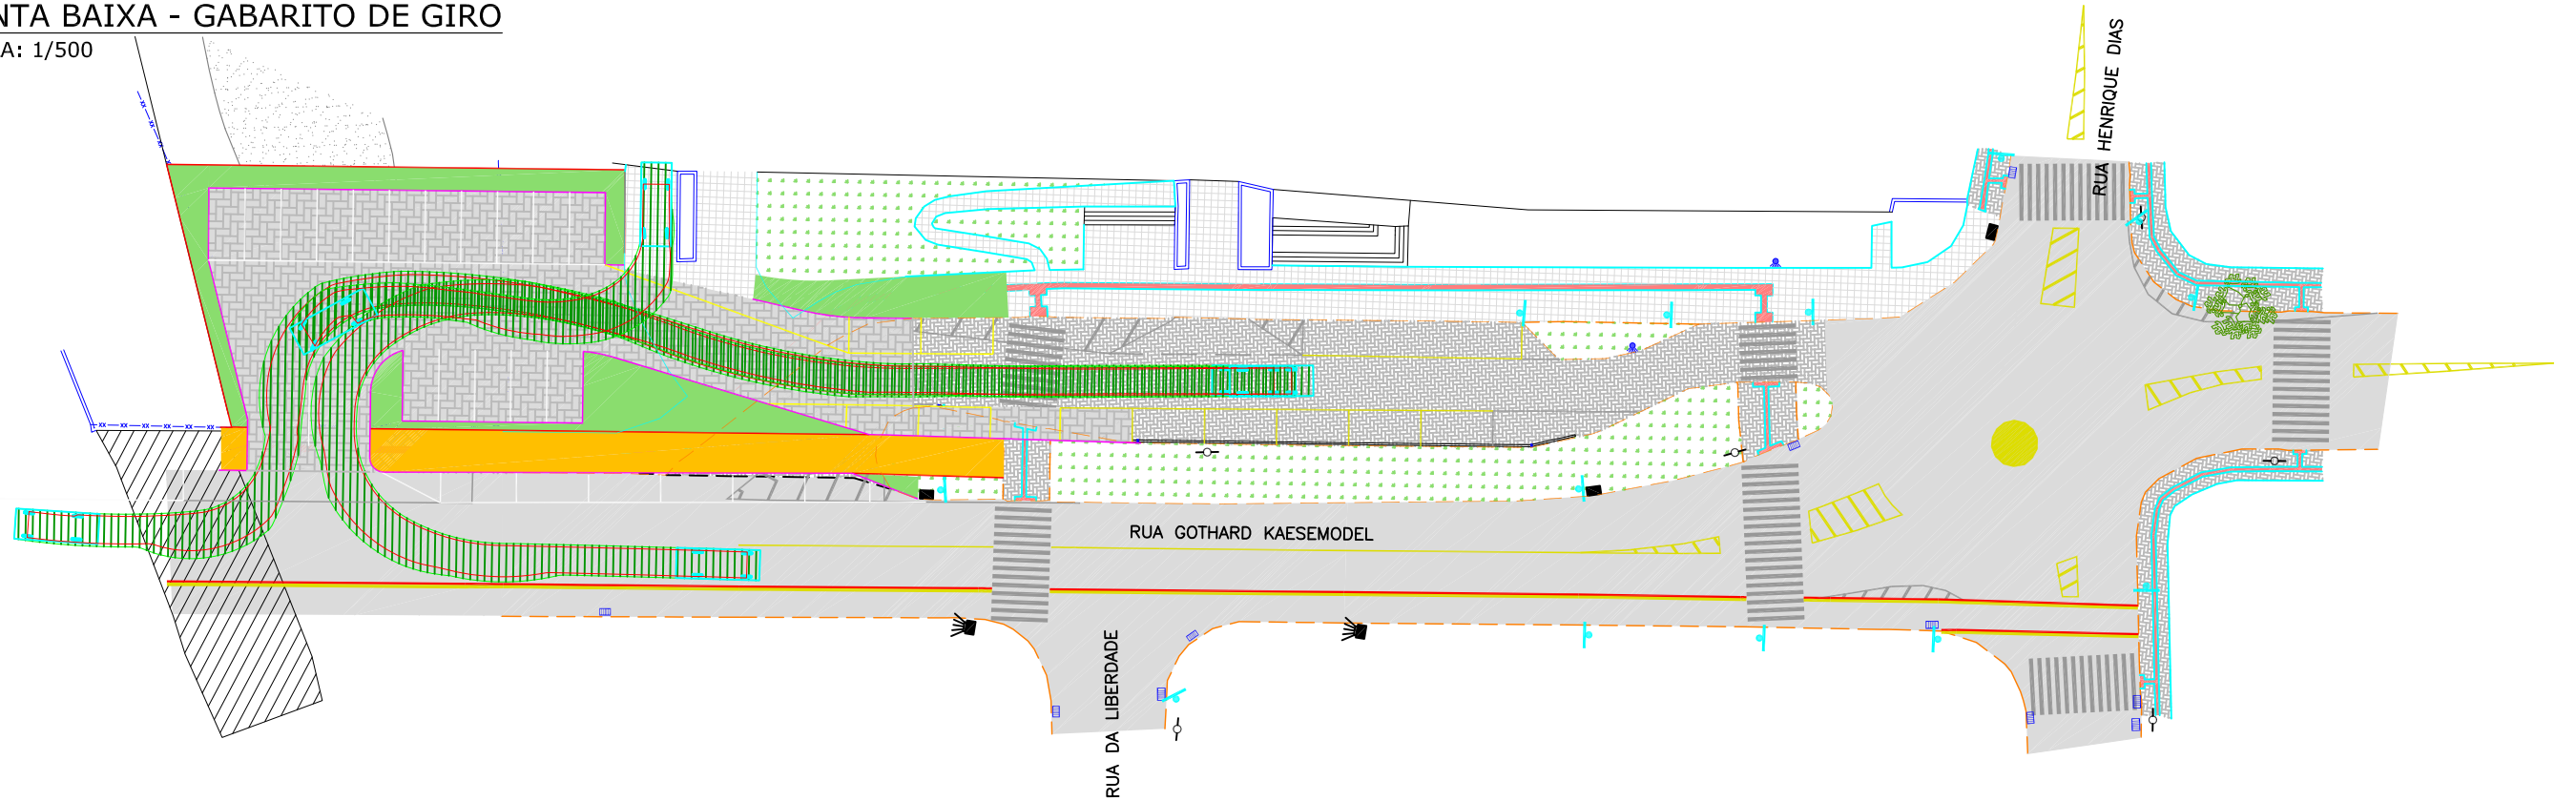 NTA BAIXA - GABARITO DE GIRO
A: 1/500
RUA HENRIQUE DIAS
RUA GOTHARD KAESEMODEL
RUA DA LIBERDADE